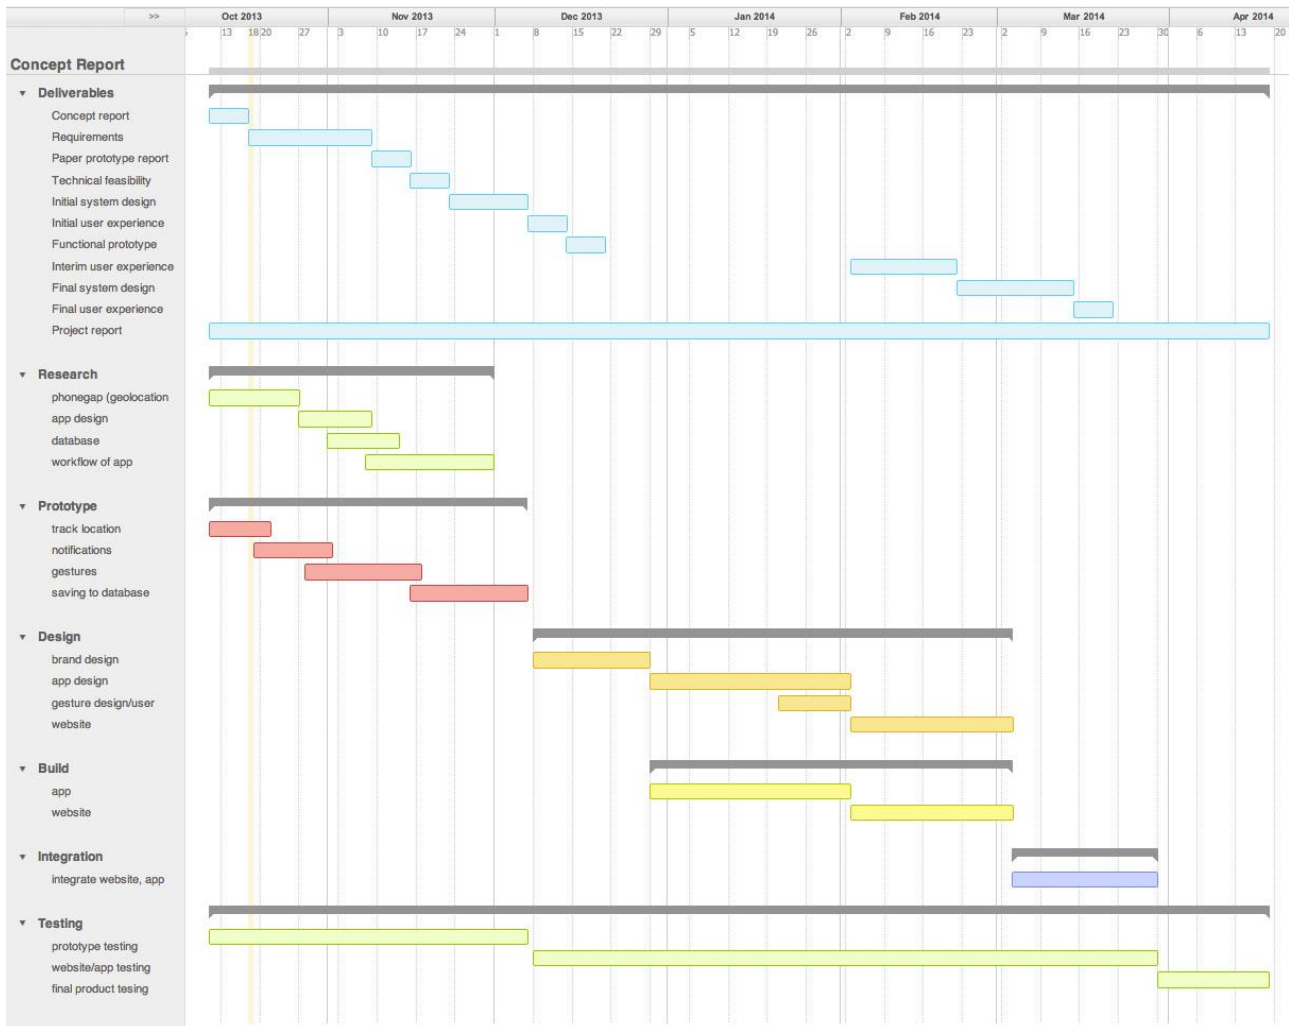 >> Oct 2013 Nov 2013 Dec 2013 Jan 2014 Feb 2014 Mar 2014 Apr 2014
13 18 20 27 3 10 17 24 1 8 15 22 29 5 12 19 26 2 9 16 23 2 9 16 23 30 6 13 20
Concept Report
Deliverables
Concept report
Requirements
Paper prototype report
Technical feasibility
Initial system design
Initial user experience
Functional prototype
Interim user experience
Final system design
Final user experience
Project report
Research
phonegap (geolocation
app design
database
workflow of app
Prototype
track location
notifications
gestures
saving to database
Design
brand design
app design
gesture design/user
website
Build
app
website
Integration
integrate website, app
Testing
prototype testing
website/app testing
final product tesing